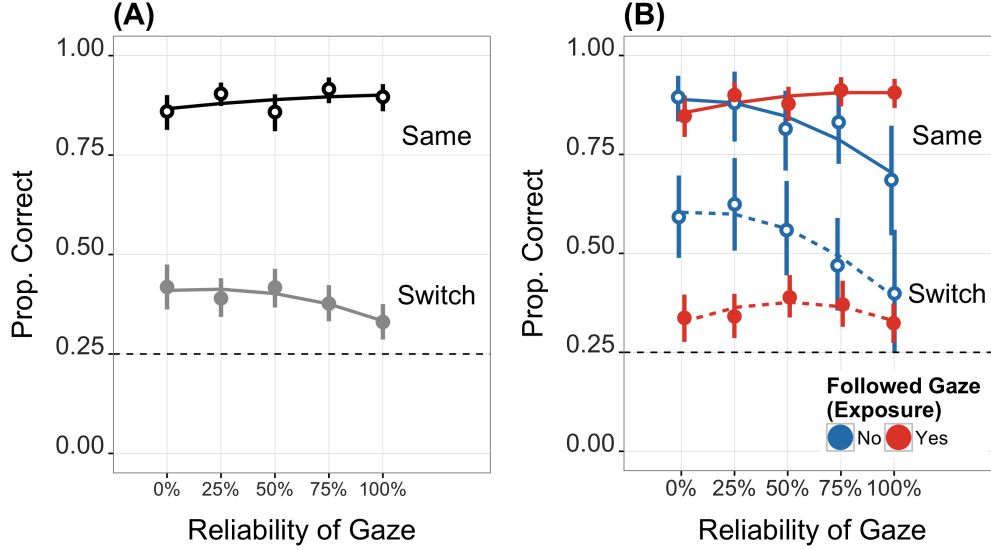 (A)
1.00
0.75
0.50
0.25
0.00
Prop. Correct
Same
Switch
0% 25% 50% 75% 100%
Reliability of Gaze
(B)
1.00
0.75
0.50
0.25
0.00
Prop. Correct
Same
Switch
Followed Gaze
(Exposure)
No Yes
0% 25% 50% 75% 100%
Reliability of Gaze